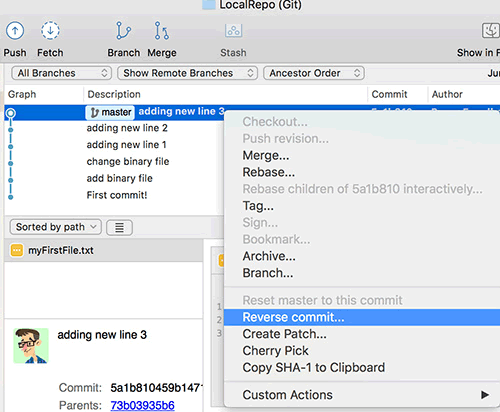 LocalRepo (Git)
Push Fetch Branch Merge Stash Show in F
All Branches Show Remote Branches Ancestor Order Jun
Graph Description Commit Author
master adding new line 3
adding new line 2
adding new line 1
change binary file
add binary file
First commit!
Sorted by path
myFirstFile.txt
adding new line 3
Commit: 5a1b810459b1471
Parents: 73b03935b6
1
2
3
Checkout...
Push revision...
Merge...
Rebase...
Rebase children of 5a1b810 interactively...
Tag...
Sign...
Bookmark...
Archive...
Branch...
Reset master to this commit
Reverse commit...
Create Patch...
Cherry Pick
Copy SHA-1 to Clipboard
Custom Actions